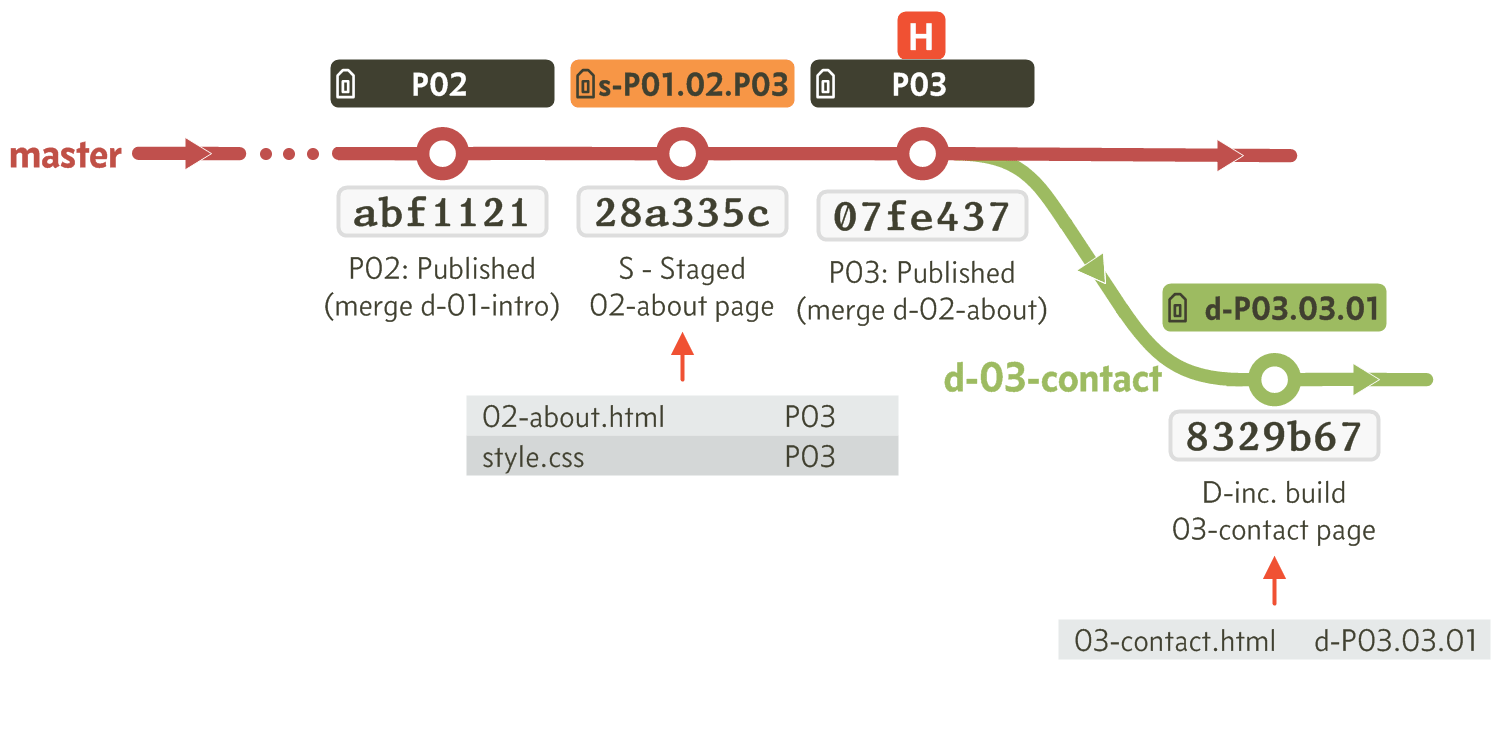 H
P02
s-P01.02.P03
P03
master
abf1121
28a335c
07fe437
P02: Published
(merge d-01-intro)
S - Staged
02-about page
P03: Published
(merge d-02-about)
d-P03.03.01
d-03-contact
02-about.html P03
style.css P03
8329b67
D-inc. build
03-contact page
03-contact.html d-P03.03.01